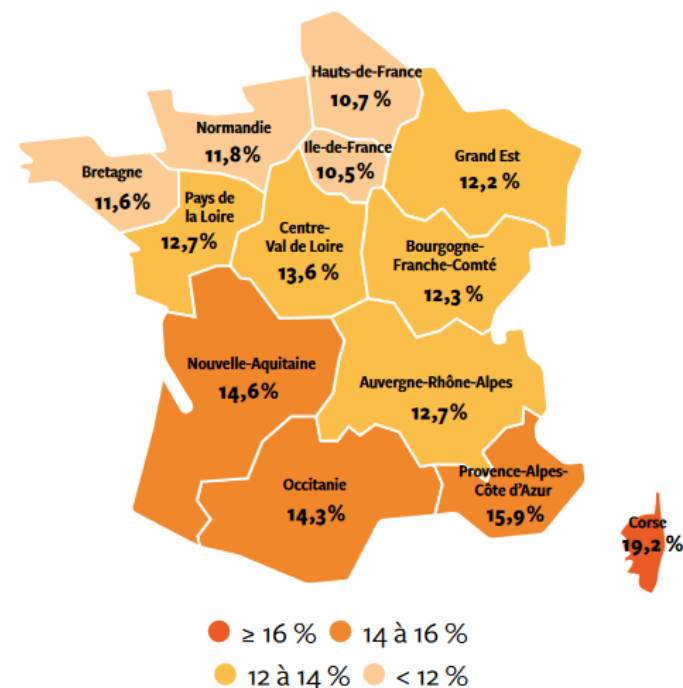 Hauts-de-France
10,7 %
Normandie
11,8%
Ile-de-France
10,5%
Grand Est
12,2 %
Bretagne
11,6%
Pays de
la Loire
12,7%
Centre-
Val de Loire
13,6 %
Bourgogne-
Franche-Comté
12,3 %
Nouvelle-Aquitaine
14,6%
Auvergne-Rhône-Alpes
12,7%
Occitanie
14,3%
Provence-Alpes-
Côte d'Azur
15,9%
Corse
19,2 %
≥ 16 % 14 à 16 %
12 à 14 % < 12 %